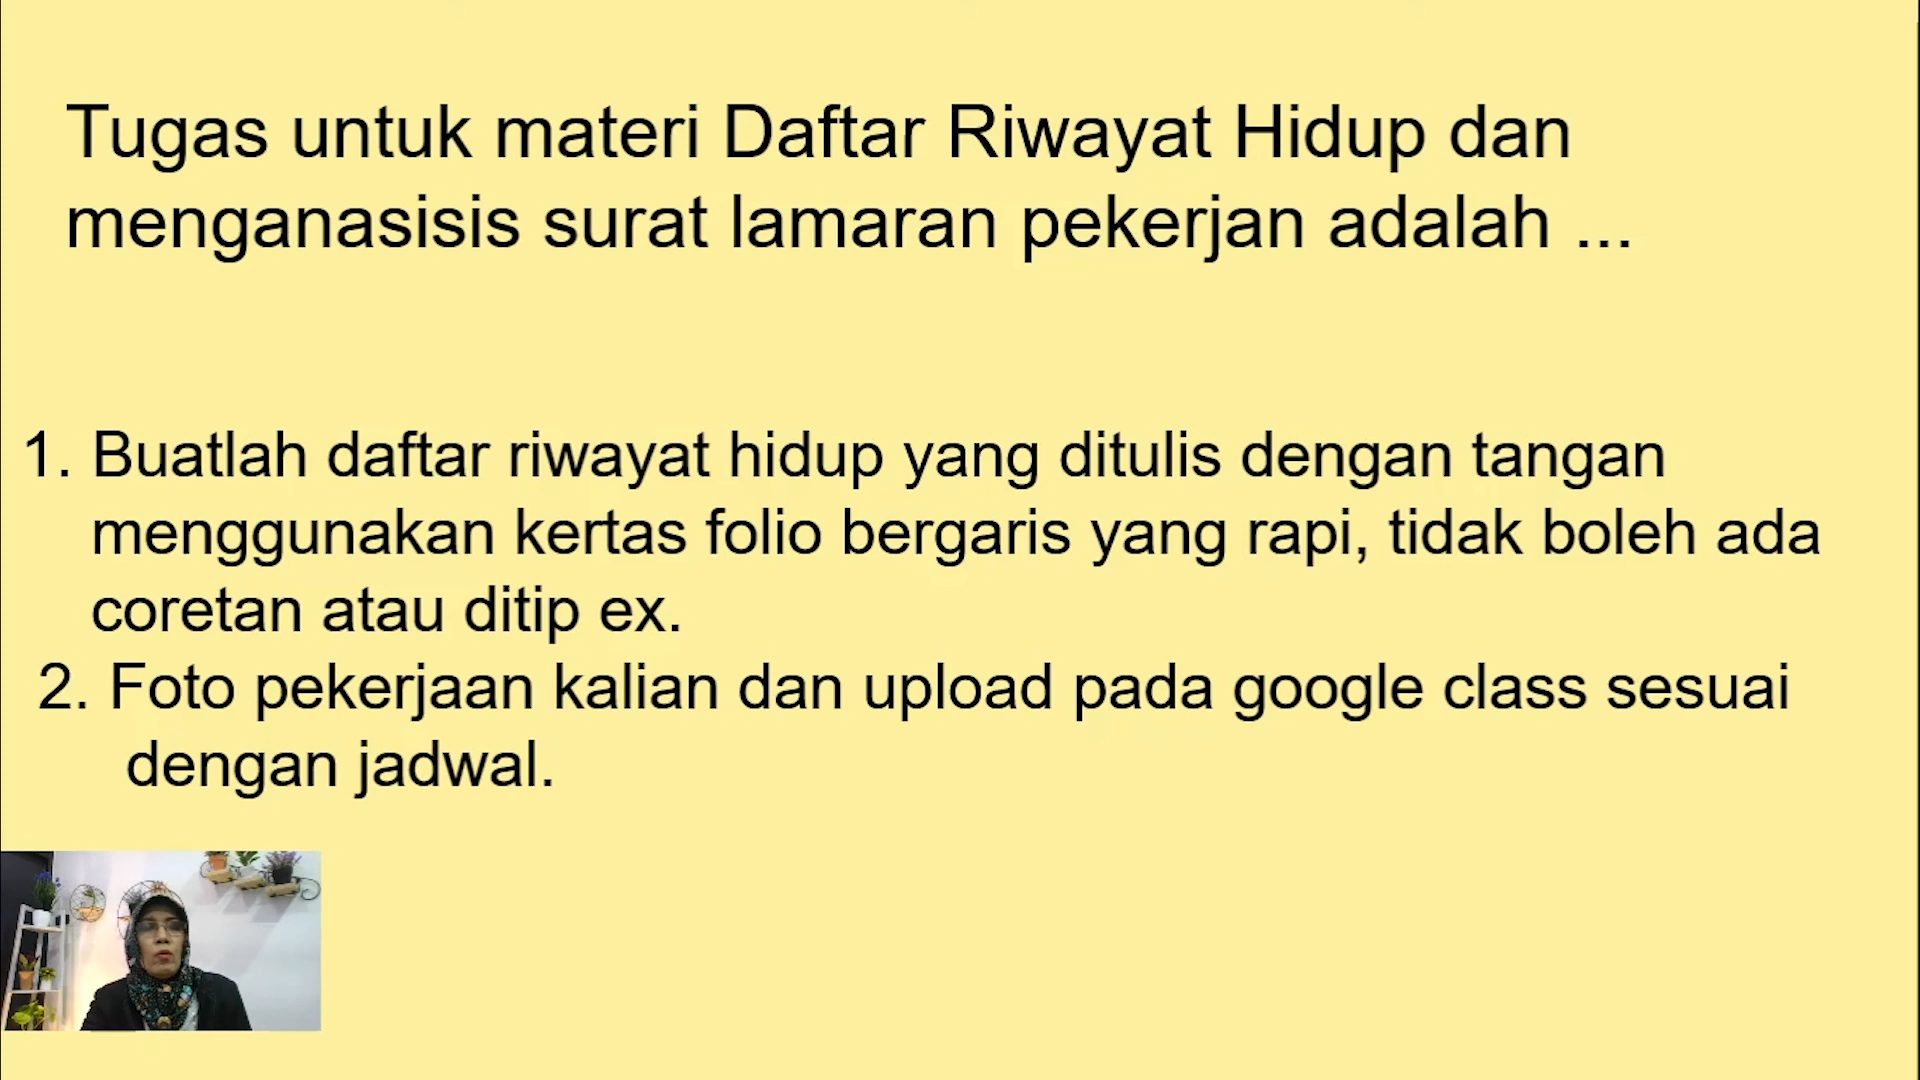 Tugas untuk materi Daftar Riwayat Hidup dan
menganasisis surat lamaran pekerjan adalah ...
1. Buatlah daftar riwayat hidup yang ditulis dengan tangan
menggunakan kertas folio bergaris yang rapi, tidak boleh ada
coretan atau ditip ex.
2. Foto pekerjaan kalian dan upload pada google class sesuai
dengan jadwal.